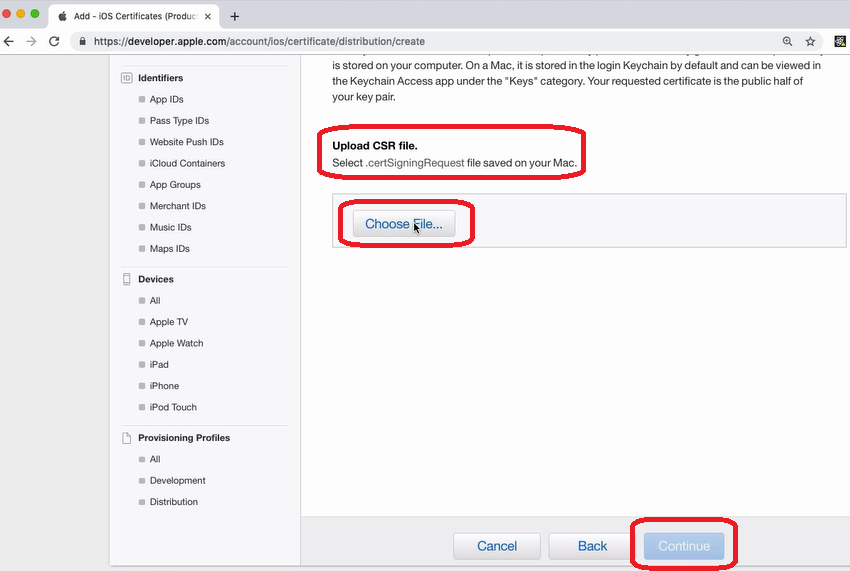 Add - iOS Certificates (Produc
https://developer.apple.com/account/ios/certificate/distribution/create
is stored on your computer. On a Mac, it is stored in the login Keychain by default and can be viewed in
the Keychain Access app under the "Keys" category. Your requested certificate is the public half of
your key pair.
Upload CSR file.
Select .certSigningRequest file saved on your Mac.
Choose File...
ID Identifiers
App IDs
Pass Type IDs
Website Push IDs
iCloud Containers
App Groups
Merchant IDs
Music IDs
Maps IDs
Devices
All
Apple TV
Apple Watch
iPad
iPhone
iPod Touch
Provisioning Profiles
All
Development
Distribution
Cancel
Back
Continue